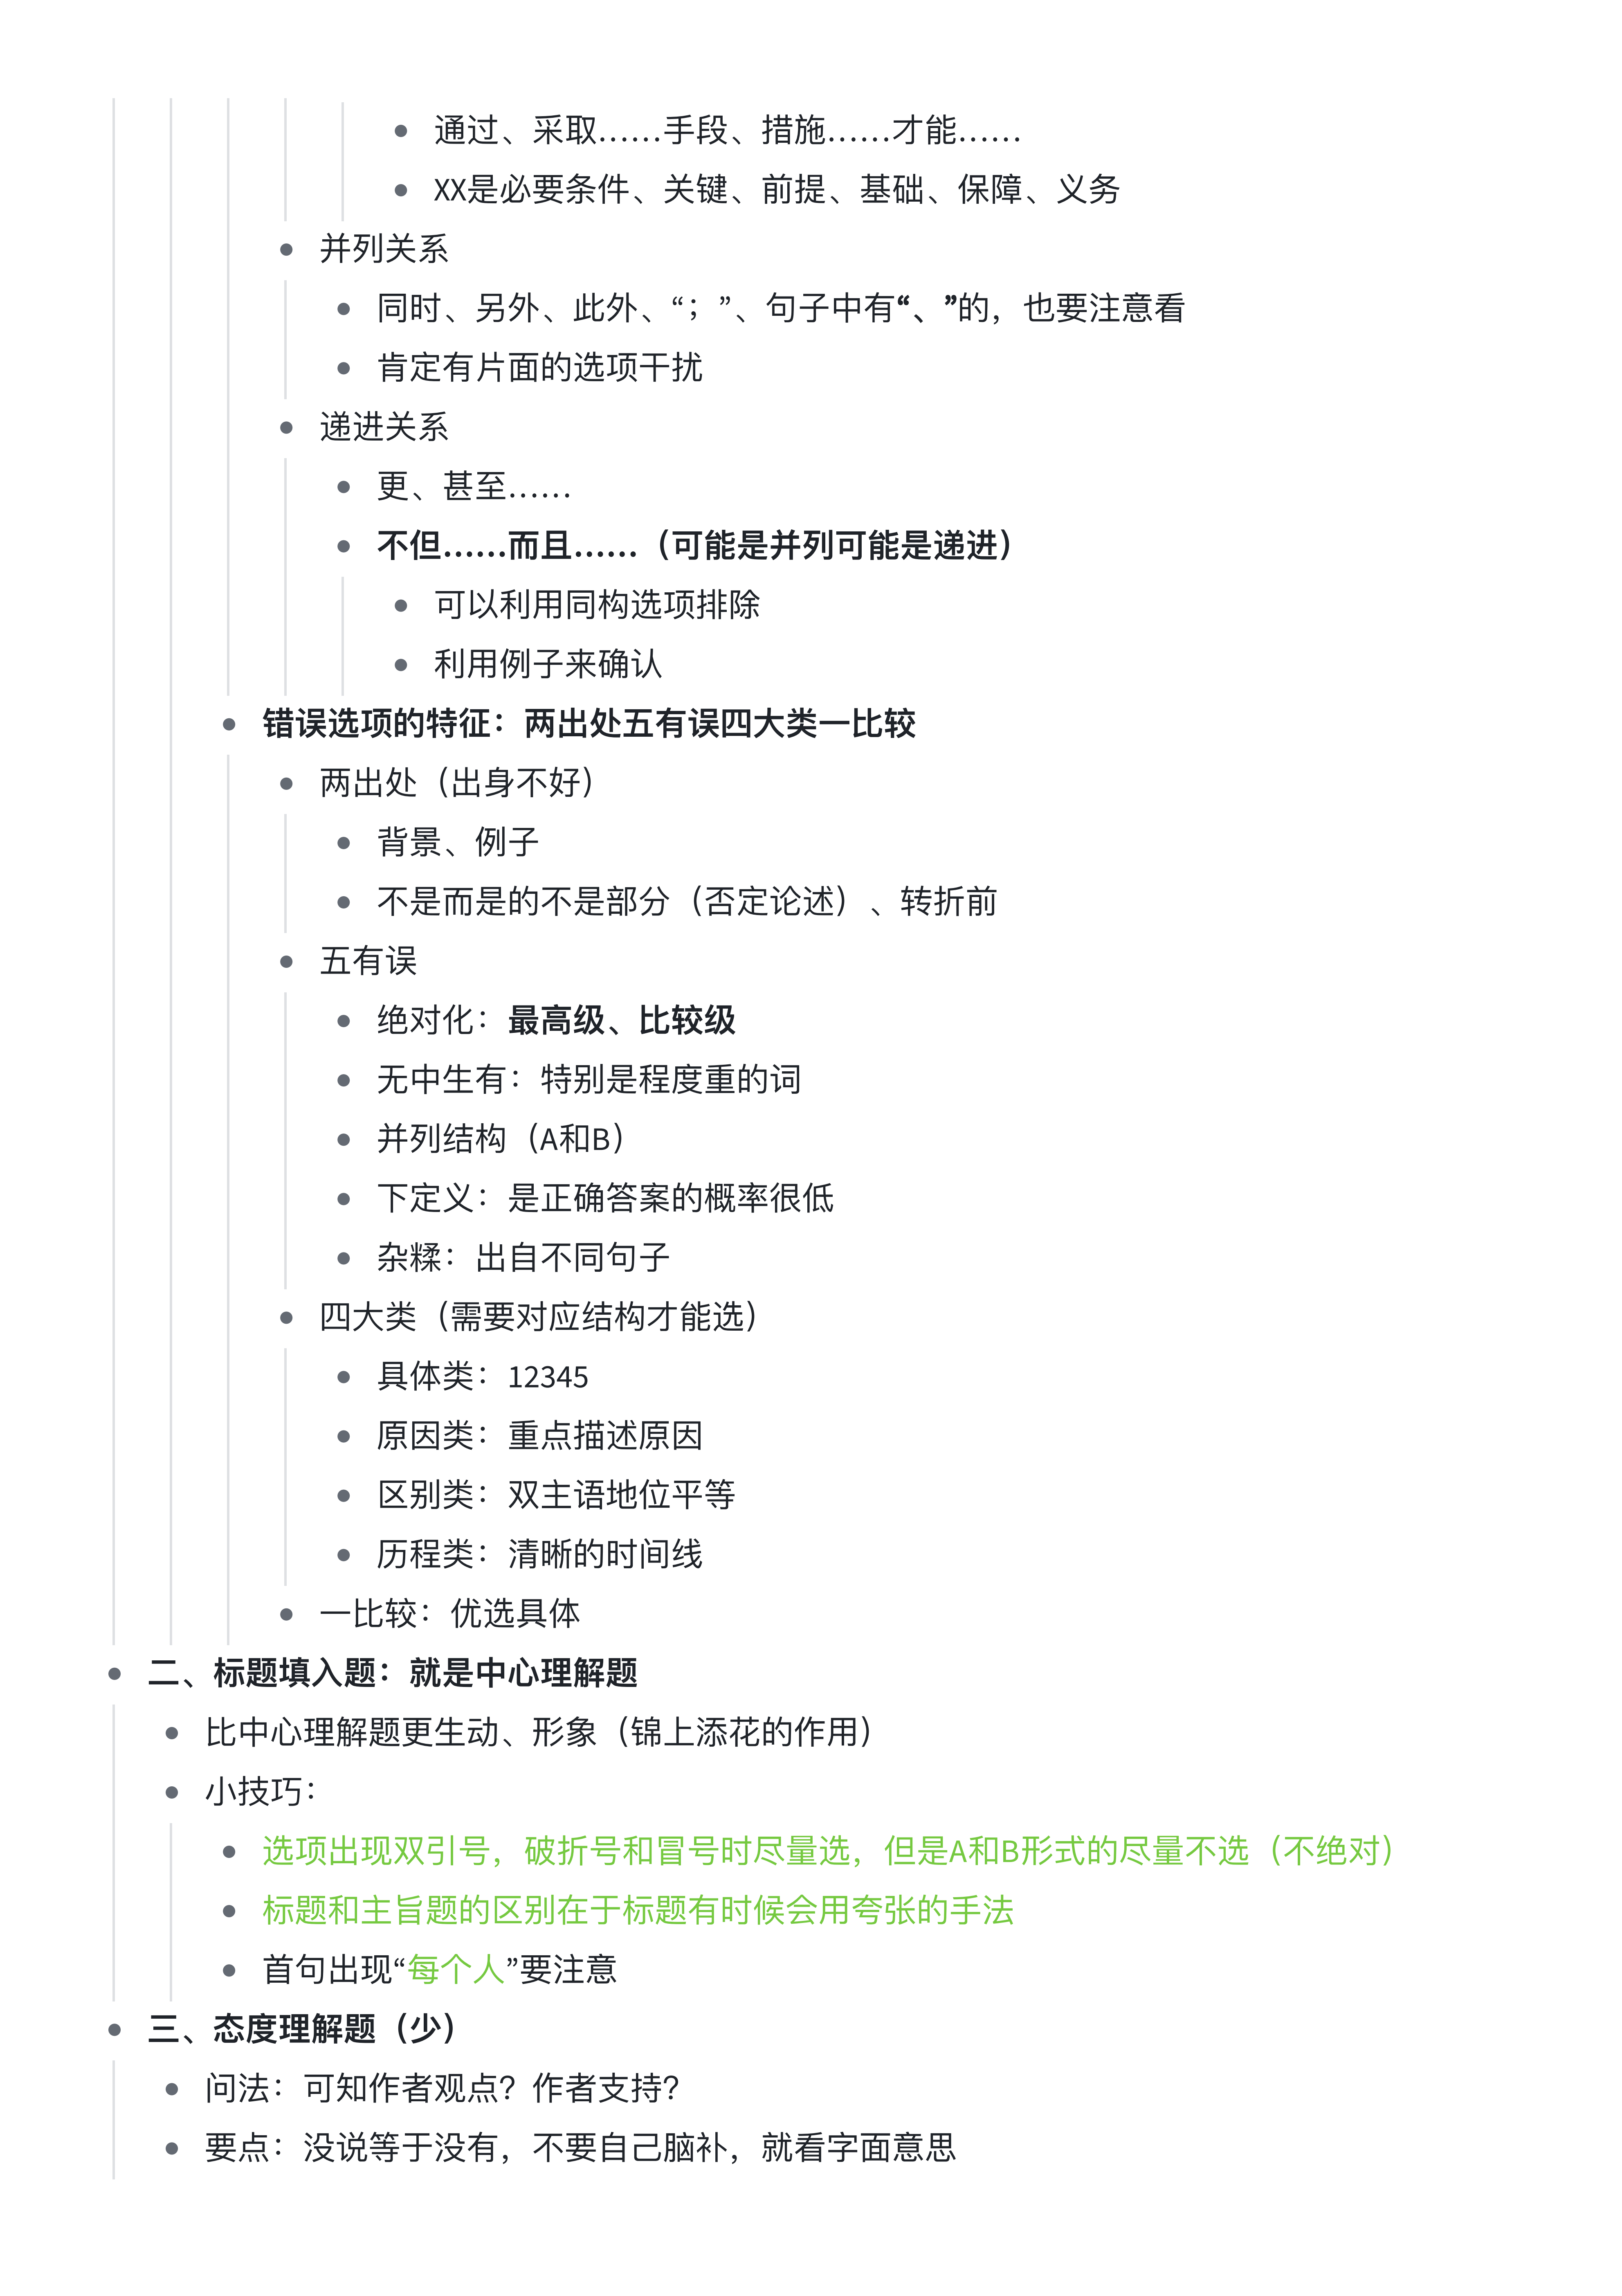 通过、采取……手段、措施……才能……
XX是必要条件、关键、前提、基础、保障、义务
并列关系
同时、另外、此外、“；”、句子中有“、”的，也要注意看
肯定有片面的选项干扰
递进关系
更、甚至……
不但……而且……（可能是并列可能是递进）
可以利用同构选项排除
利用例子来确认
错误选项的特征：两出处五有误四大类一比较
两出处（出身不好）
背景、例子
不是而是的不是部分（否定论述）、转折前
五有误
绝对化：最高级、比较级
无中生有：特别是程度重的词
并列结构（A和B）
下定义：是正确答案的概率很低
杂糅：出自不同句子
四大类（需要对应结构才能选）
具体类：12345
原因类：重点描述原因
区别类：双主语地位平等
历程类：清晰的时间线
一比较：优选具体
二、标题填入题：就是中心理解题
比中心理解题更生动、形象（锦上添花的作用）
小技巧：
选项出现双引号，破折号和冒号时尽量选，但是A和B形式的尽量不选（不绝对）
标题和主旨题的区别在于标题有时候会用夸张的手法
首句出现“每个人”要注意
三、态度理解题（少）
问法：可知作者观点？作者支持？
要点：没说等于没有，不要自己脑补，就看字面意思